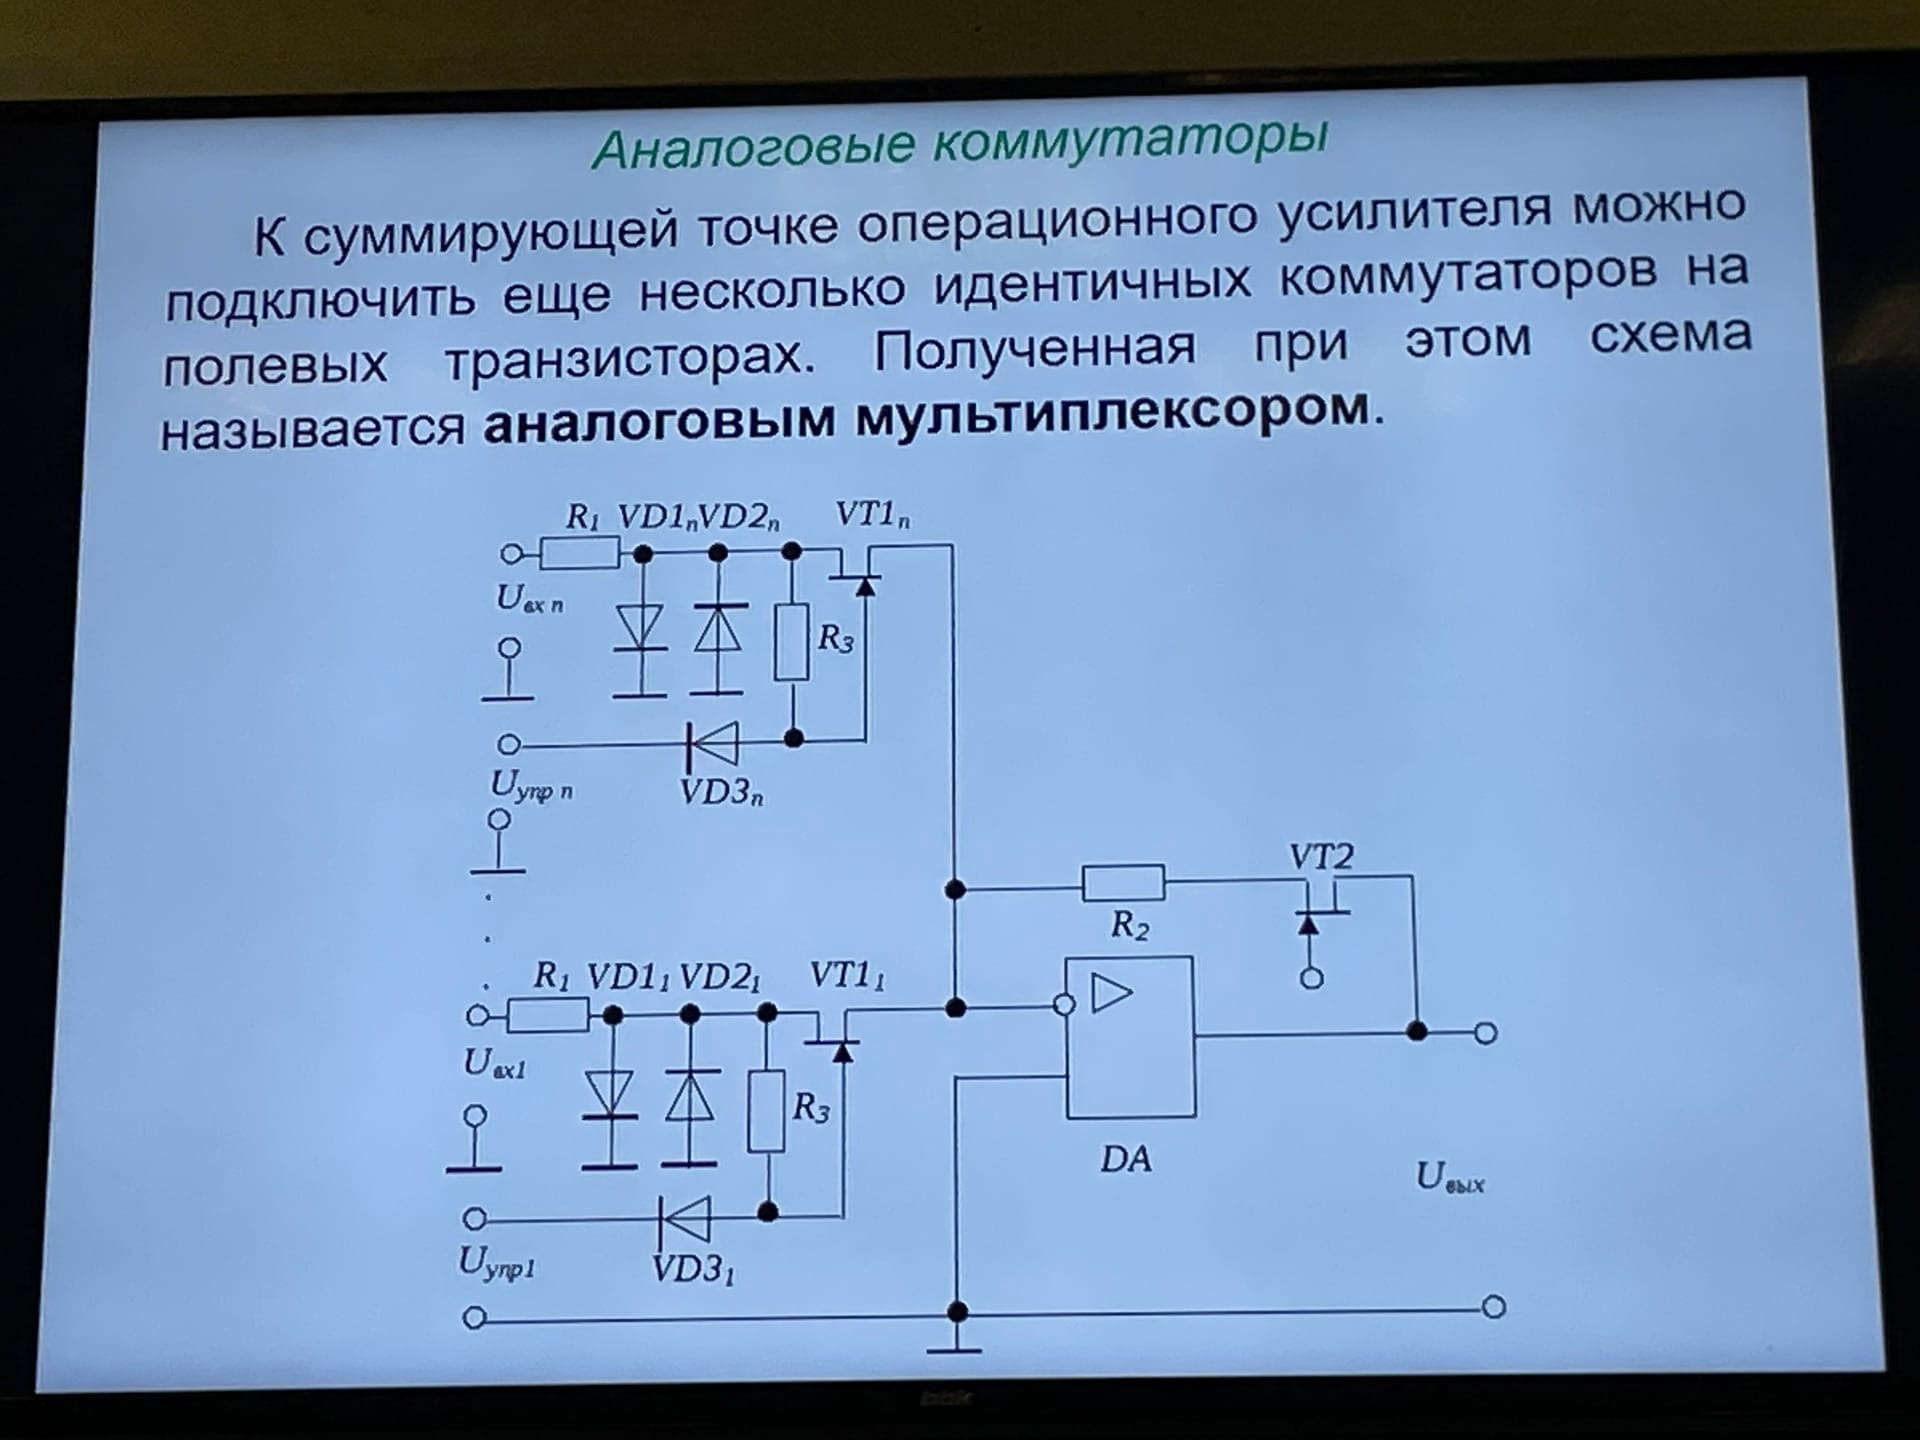 Аналоговые коммутаторы
К суммирующей точке операционного усилителя можно
подключить еще несколько идентичных коммутаторов на
полевых транзисторах. Полученная при этом схема
называется аналоговым мультиплексором.
R1 VD1n VD2n VT1n
Uвх n
R3
Uупр n
VD3n
VT2
R2
R1 VD11 VD21 VT11
Uвх1
R3
DA
Uвых
Uупр1
VD31